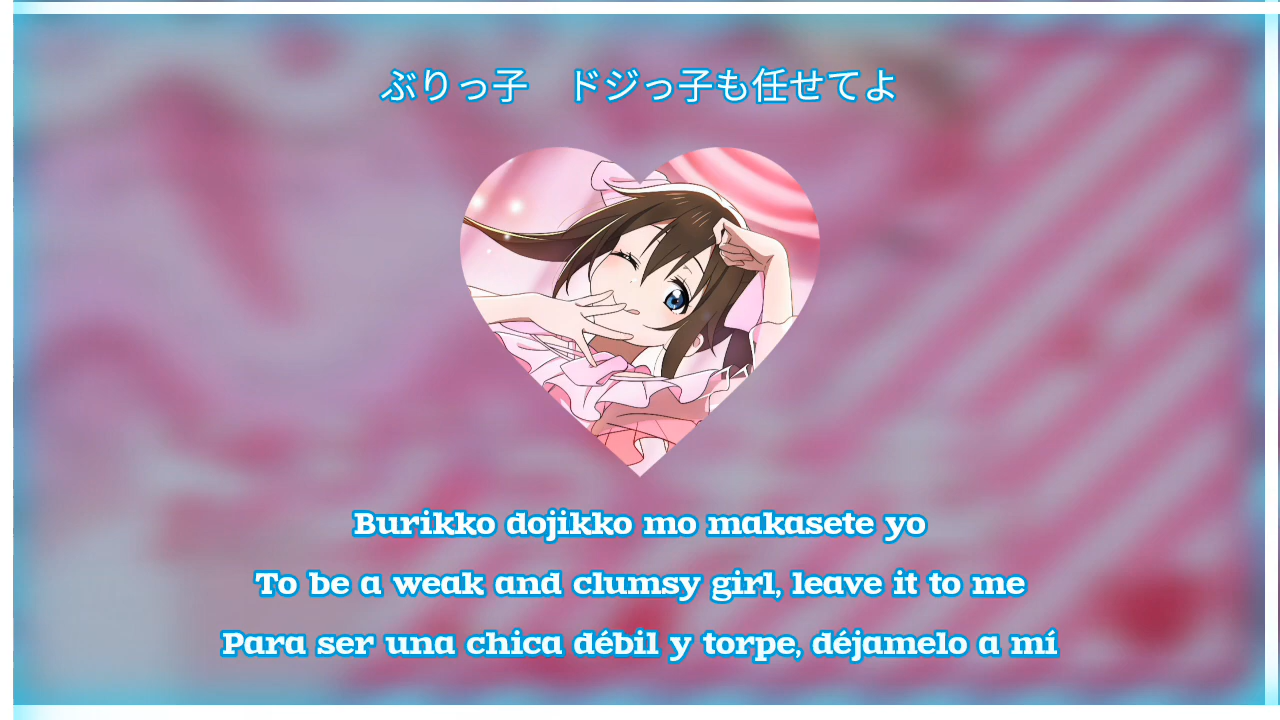 ぶりっ子　ドジっ子も任せてよ
Burikko dojikko mo makasete yo
To be a weak and clumsy girl, leave it to me
Para ser una chica débil y torpe, déjamelo a mí